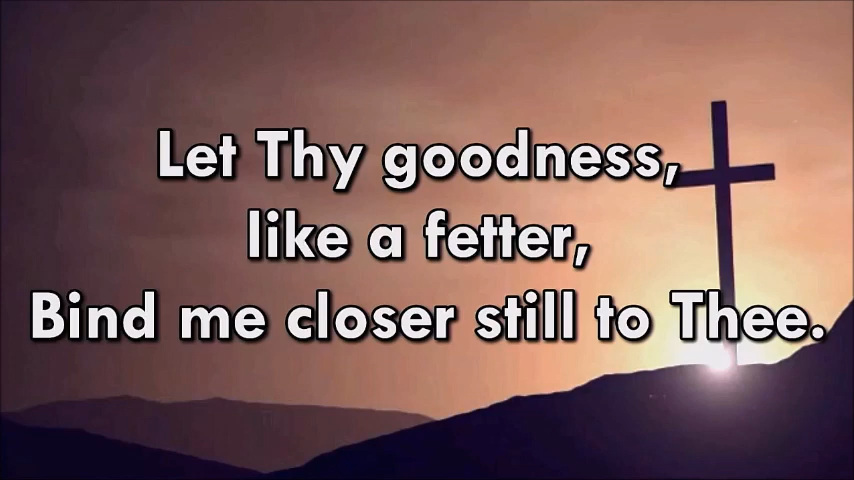 Let Thy goodness,
like a fetter,
Bind me closer still to Thee.